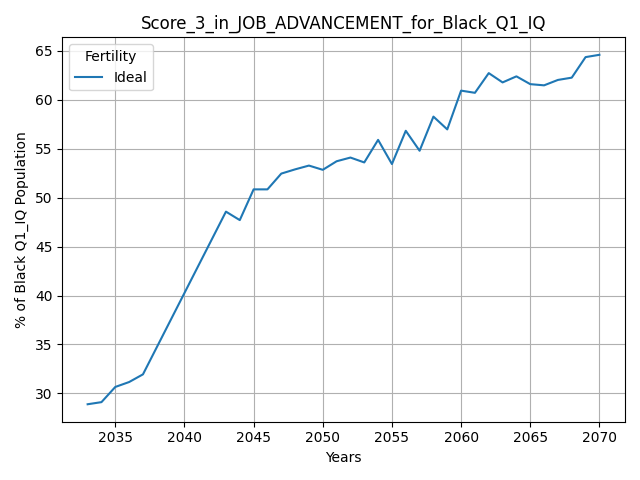 Score_3_in_JOB_ADVANCEMENT_for_Black_Q1_IQ
Fertility
Ideal
% of Black Q1_IQ Population
65
60
55
50
45
40
35
30
2035 2040 2045 2050 2055 2060 2065 2070
Years